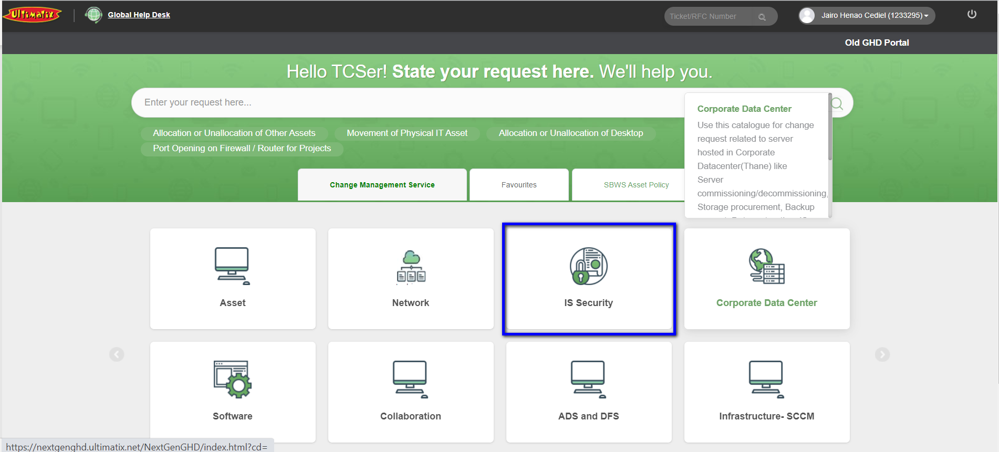 Ultimatix
Global Help Desk
Ticket/RFC Number
Jairo Henao Cediel (1233295)
Old GHD Portal
Hello TCSer! State your request here. We'll help you.
Enter your request here...
Allocation or Unallocation of Other Assets
Movement of Physical IT Asset
Allocation or Unallocation of Desktop
Port Opening on Firewall / Router for Projects
Corporate Data Center
Use this catalogue for change
request related to server
hosted in Corporate
Datacenter(Thane) like
Server
commissioning/decommissioning,
Storage procurement, Backup
Change Management Service
Favourites
SBWS Asset Policy
Asset
Network
IS Security
Corporate Data Center
Software
Collaboration
ADS and DFS
Infrastructure- SCCM
https://nextgenghd.ultimatix.net/NextGenGHD/index.html?cd=